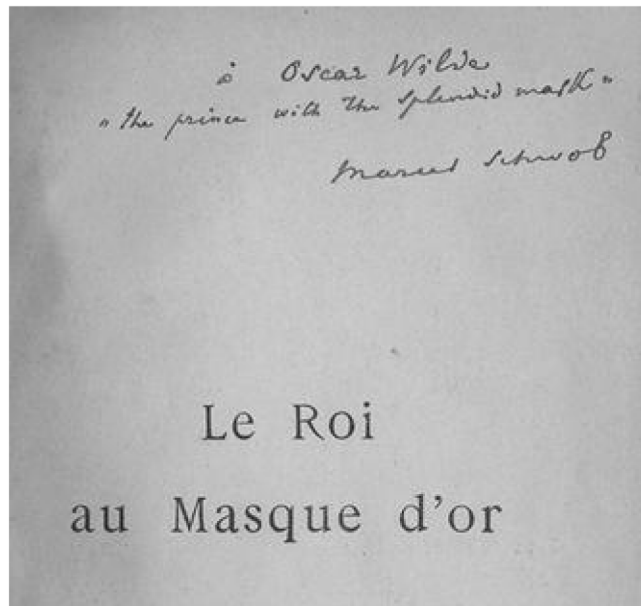 à Oscar Wilde
"the prince with the splendid mask"
Marcel Schwob
Le Roi
au Masque d'or